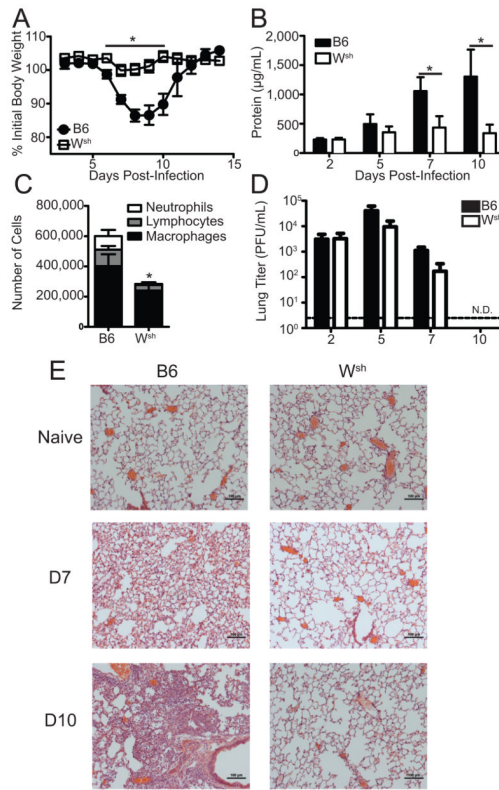 A
% Initial Body Weight
110
100
90
80
*
B6
Wsh
0
5
10
15
Days Post-Infection
B
Protein (µg/mL)
2,000
1,500
1,000
500
0
*
*
2
5
7
10
Days Post-Infection
B6
Wsh
C
Number of Cells
800,000
600,000
400,000
200,000
0
Neutrophils
Lymphocytes
Macrophages
*
B6
Wsh
D
Lung Titer (PFU/mL)
10⁵
10⁴
10³
10²
10¹
10⁰
B6
Wsh
N.D.
2
5
7
10
E
B6
Wsh
Naive
D7
D10